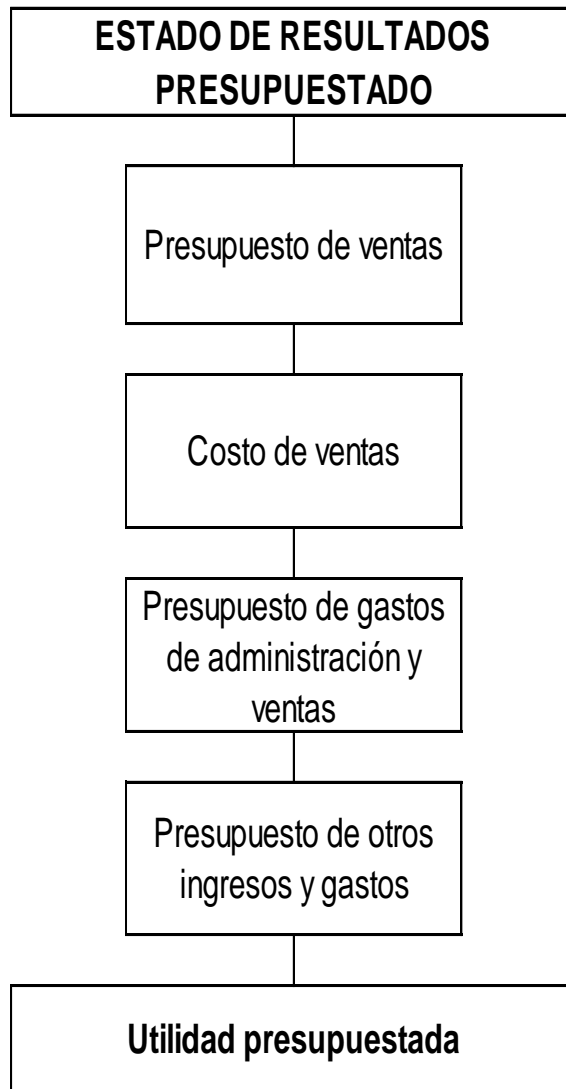 ESTADO DE RESULTADOS
PRESUPUESTADO
Presupuesto de ventas
Costo de ventas
Presupuesto de gastos
de administración y
ventas
Presupuesto de otros
ingresos y gastos
Utilidad presupuestada